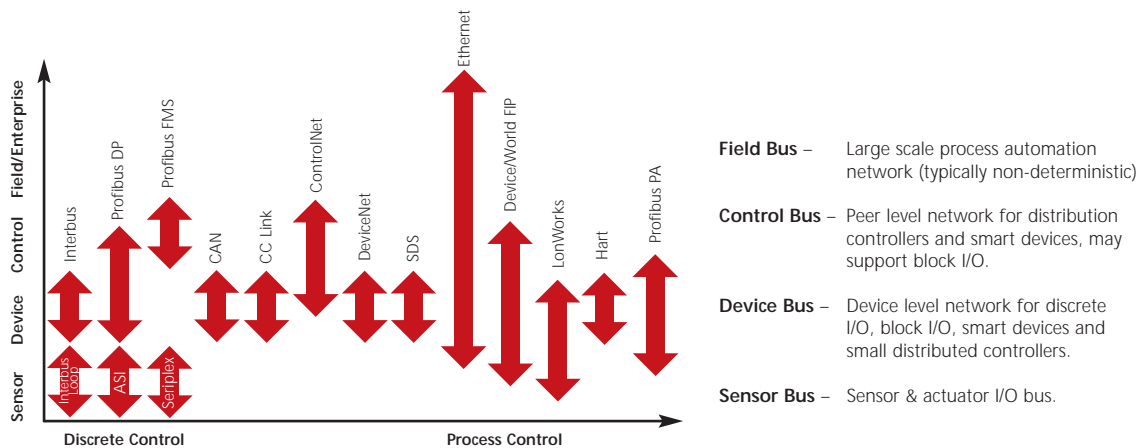 Field/Enterprise
Control
Device
Sensor
Interbus
Profibus DP
Profibus FMS
CAN
CC Link
ControlNet
DeviceNet
SDS
Ethernet
Device/World FIP
LonWorks
Hart
Profibus PA
Interbus
Loop
ASI
Seriplex
Discrete Control
Process Control
Field Bus – Large scale process automation
network (typically non-deterministic)
Control Bus – Peer level network for distribution
controllers and smart devices, may
support block I/O.
Device Bus – Device level network for discrete
I/O, block I/O, smart devices and
small distributed controllers.
Sensor Bus – Sensor & actuator I/O bus.